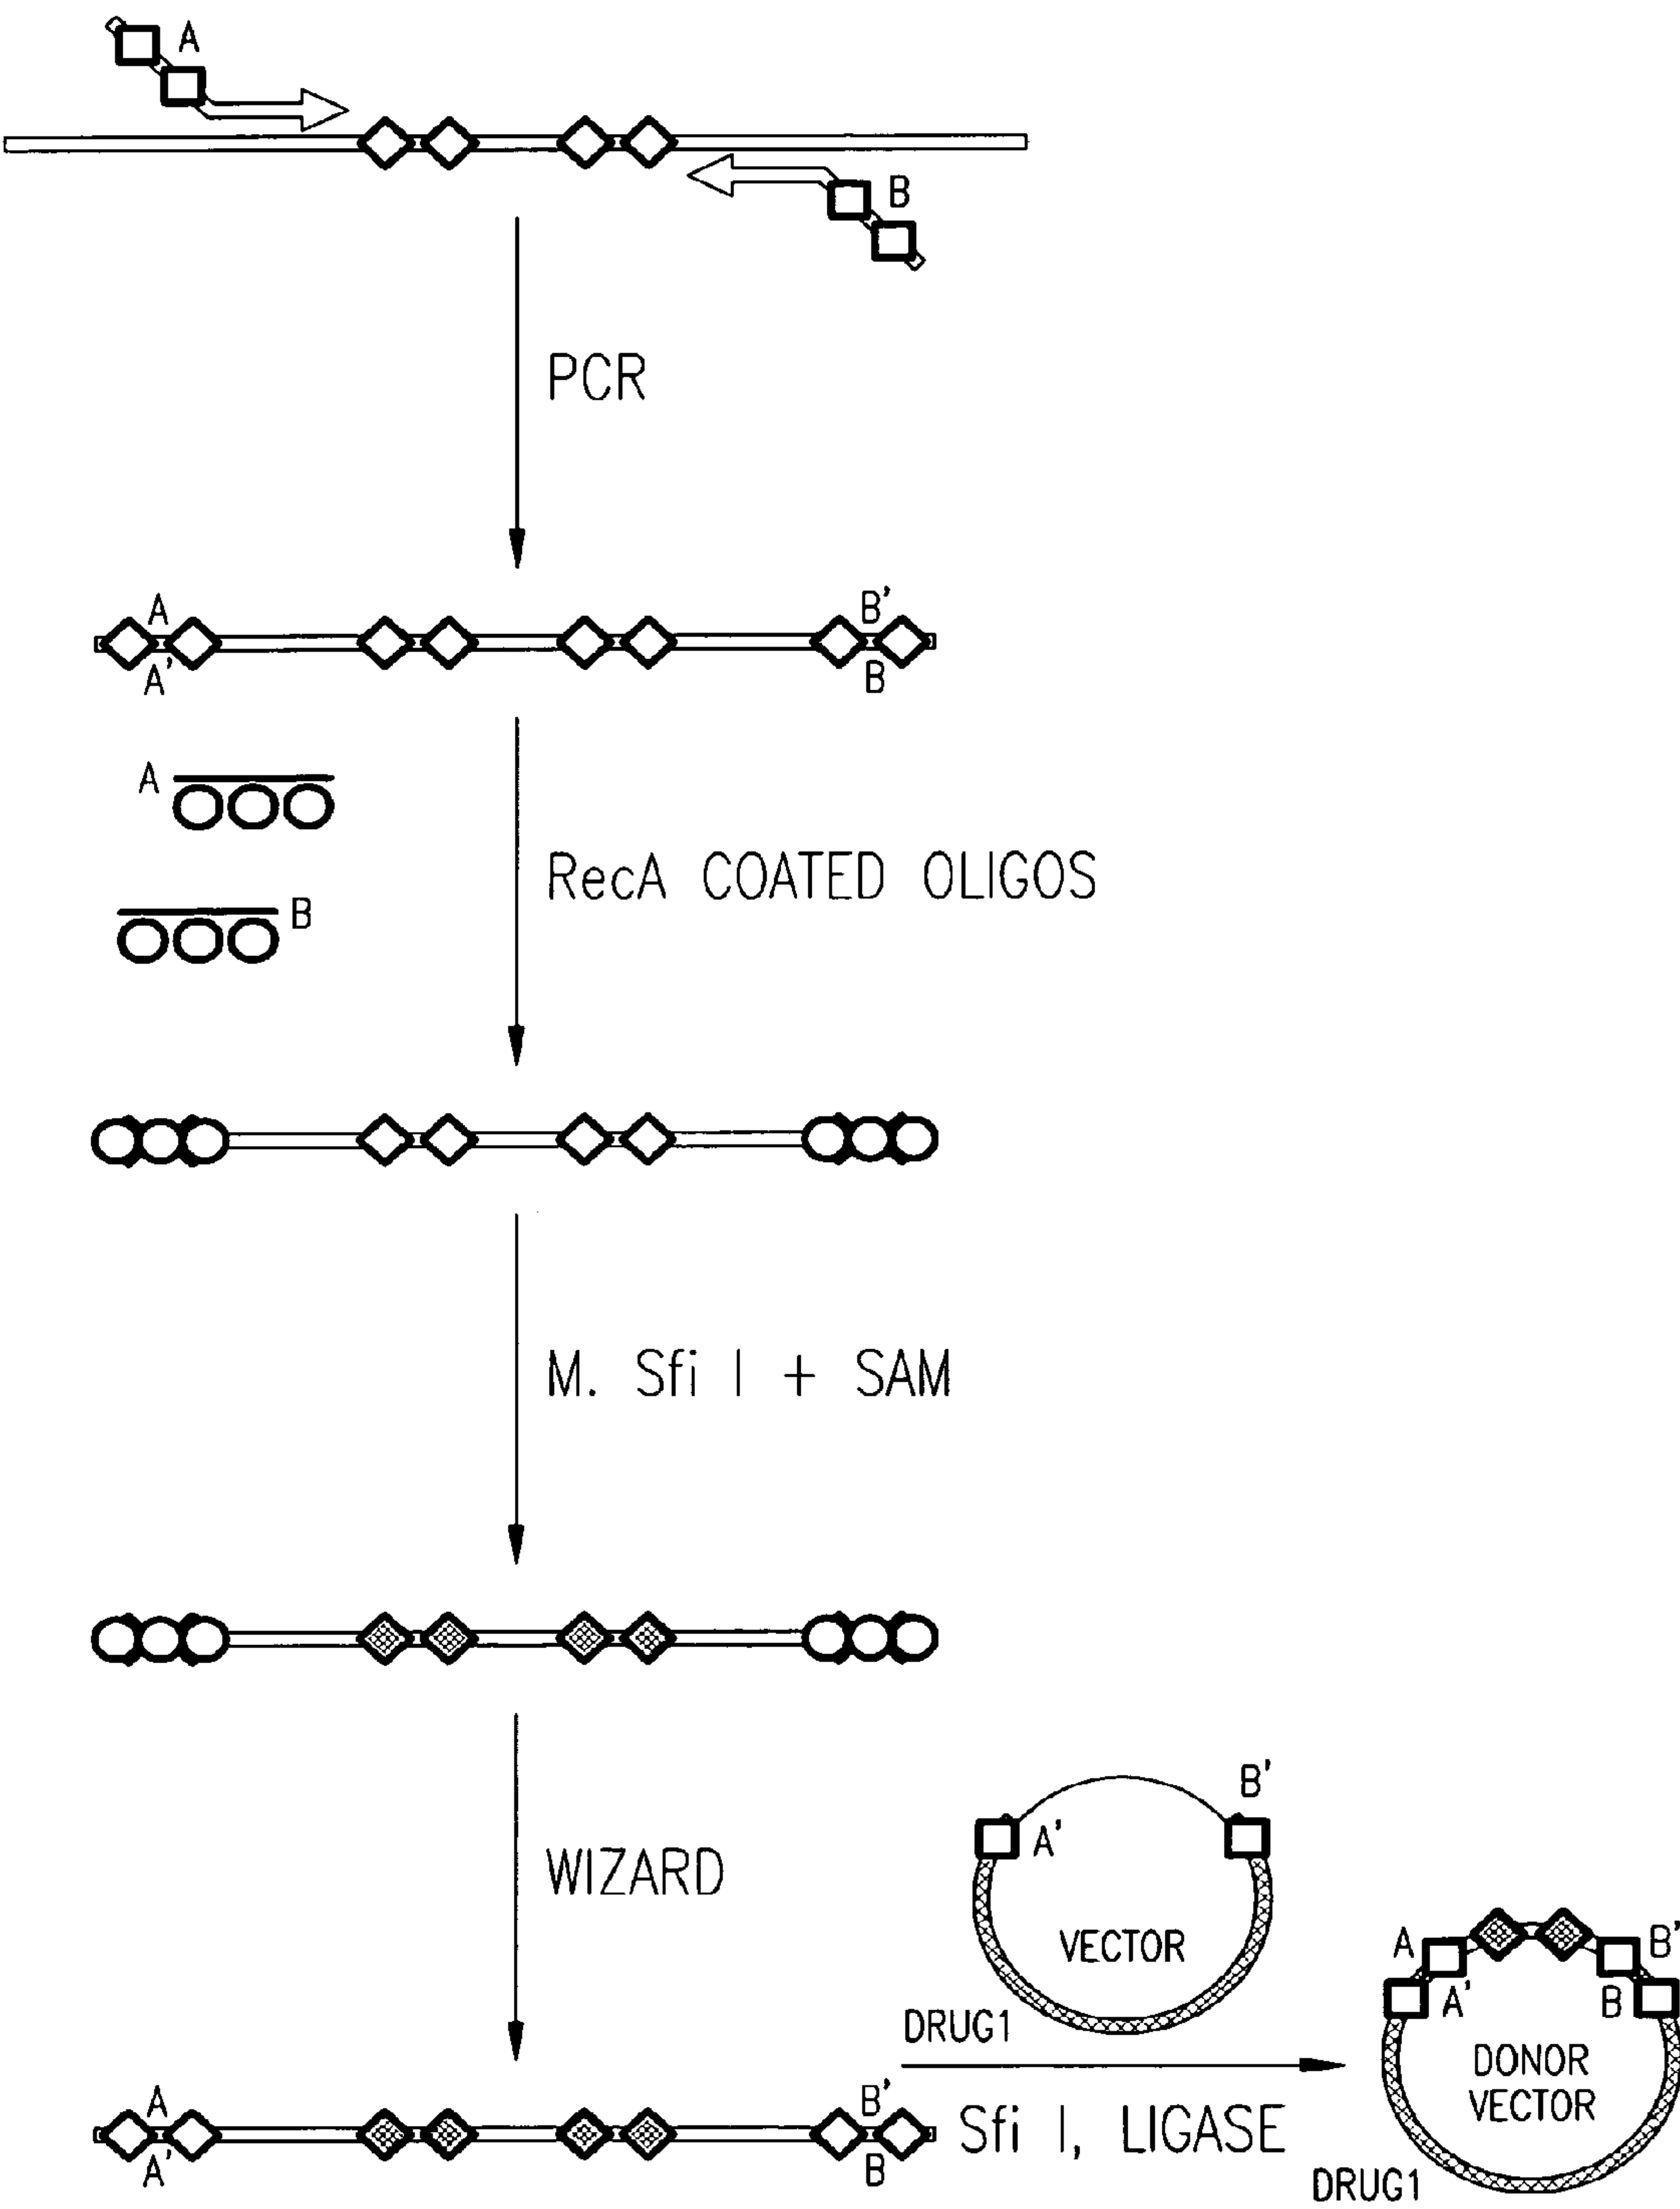 A
B
PCR
A
B'
A'
B
A
RecA COATED OLIGOS
B
M. Sfi I + SAM
WIZARD
B'
A'
VECTOR
DRUG1
A
B'
A'
B
DONOR
VECTOR
DRUG1
A
B'
A'
B
Sfi I, LIGASE